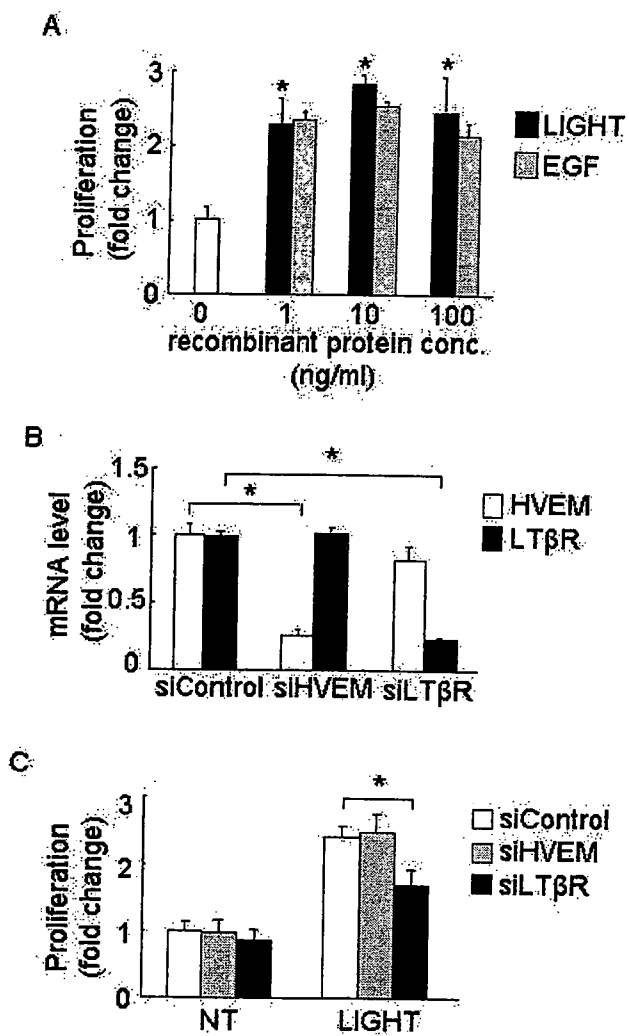 A
Proliferation
(fold change)
3
2
1
0
*
*
*
LIGHT
EGF
0 1 10 100
recombinant protein conc.
(ng/ml)
B
mRNA level
(fold change)
1.5
1
0.5
0
*
*
HVEM
LTβR
siControl siHVEM siLTβR
C
Proliferation
(fold change)
3
2
1
0
*
siControl
siHVEM
siLTβR
NT LIGHT